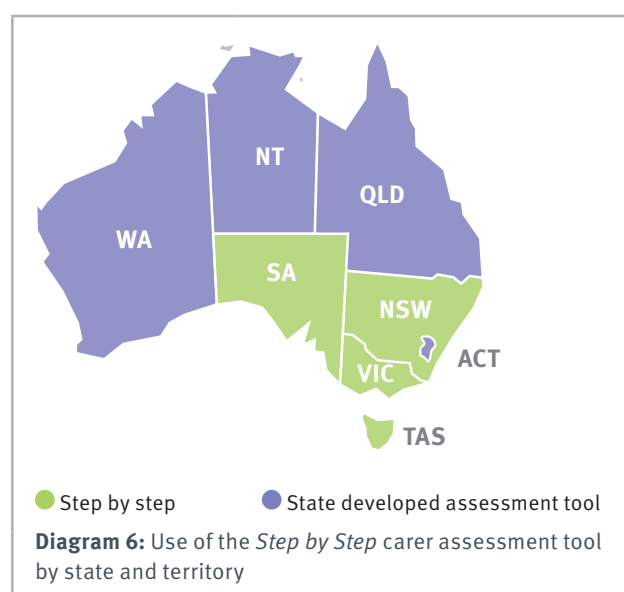 NT
QLD
WA
SA
NSW
ACT
VIC
TAS
Step by step
State developed assessment tool
Diagram 6: Use of the Step by Step carer assessment tool
by state and territory